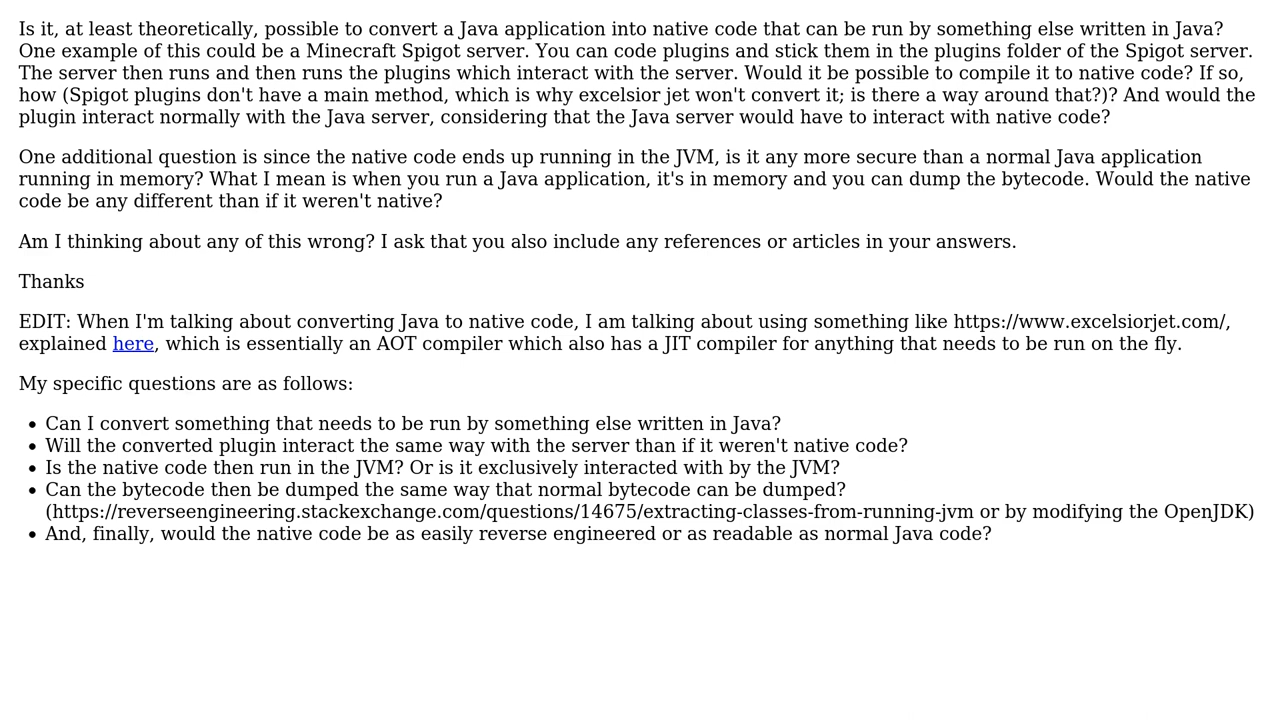 Is it, at least theoretically, possible to convert a Java application into native code that can be run by something else written in Java?
One example of this could be a Minecraft Spigot server. You can code plugins and stick them in the plugins folder of the Spigot server.
The server then runs and then runs the plugins which interact with the server. Would it be possible to compile it to native code? If so,
how (Spigot plugins don't have a main method, which is why excelsior jet won't convert it; is there a way around that?)? And would the
plugin interact normally with the Java server, considering that the Java server would have to interact with native code?
One additional question is since the native code ends up running in the JVM, is it any more secure than a normal Java application
running in memory? What I mean is when you run a Java application, it's in memory and you can dump the bytecode. Would the native
code be any different than if it weren't native?
Am I thinking about any of this wrong? I ask that you also include any references or articles in your answers.
Thanks
EDIT: When I'm talking about converting Java to native code, I am talking about using something like https://www.excelsiorjet.com/,
explained here, which is essentially an AOT compiler which also has a JIT compiler for anything that needs to be run on the fly.
My specific questions are as follows:
• Can I convert something that needs to be run by something else written in Java?
• Will the converted plugin interact the same way with the server than if it weren't native code?
• Is the native code then run in the JVM? Or is it exclusively interacted with by the JVM?
• Can the bytecode then be dumped the same way that normal bytecode can be dumped?
(https://reverseengineering.stackexchange.com/questions/14675/extracting-classes-from-running-jvm or by modifying the OpenJDK)
• And, finally, would the native code be as easily reverse engineered or as readable as normal Java code?